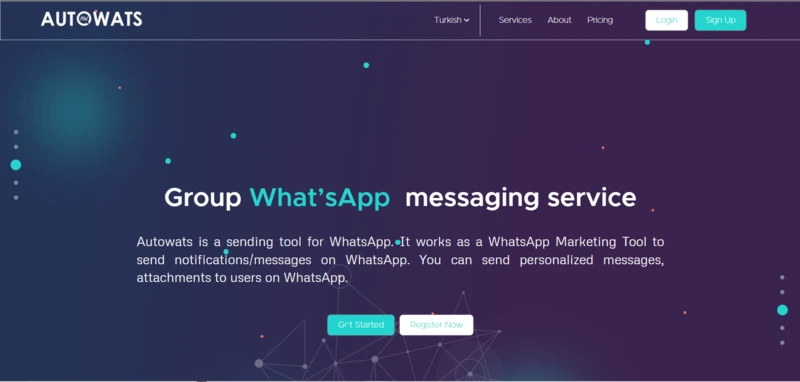 AUTOWATS
Turkish
Services
About
Pricing
Login
Sign Up
Group What'sApp messaging service
Autowats is a sending tool for WhatsApp. It works as a WhatsApp Marketing Tool to
send notifications/messages on WhatsApp. You can send personalized messages,
attachments to users on WhatsApp.
Get Started
Register Now